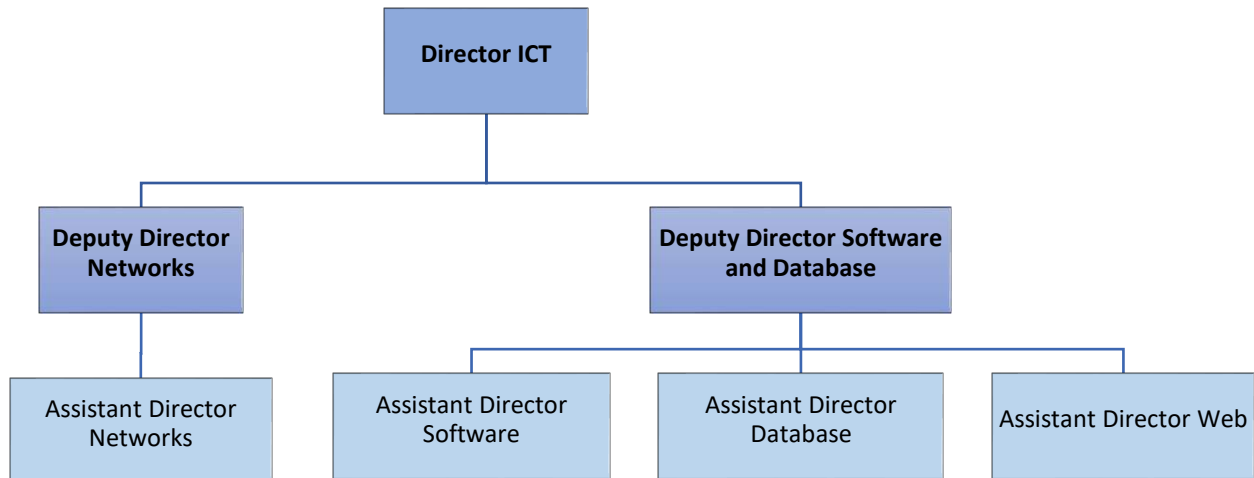 Director ICT
Deputy Director
Networks
Deputy Director Software
and Database
Assistant Director
Networks
Assistant Director
Software
Assistant Director
Database
Assistant Director Web